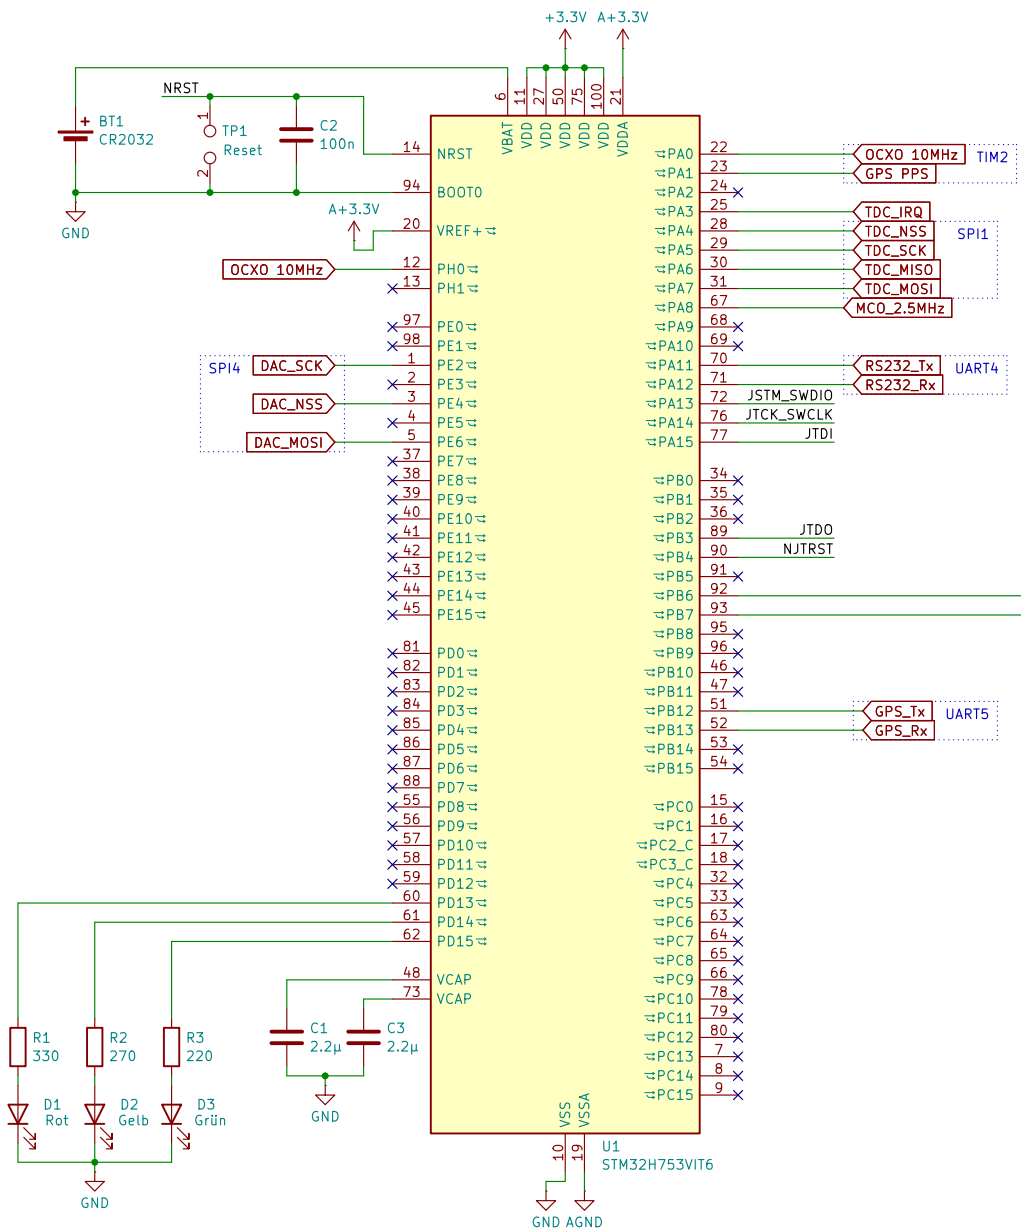 +3.3V
A+3.3V
BT1
CR2032
NRST
1
2
TP1
Reset
C2
100n
GND
A+3.3V
6
11
27
50
75
100
21
VBAT
VDD
VDD
VDD
VDD
VDD
VDDA
14 NRST
94 BOOT0
20 VREF+
OCXO 10MHz 12 PH0
13 PH1
97 PE0
98 PE1
SPI4
DAC_SCK 1 PE2
2 PE3
DAC_NSS 3 PE4
4 PE5
DAC_MOSI 5 PE6
37 PE7
38 PE8
39 PE9
40 PE10
41 PE11
42 PE12
43 PE13
44 PE14
45 PE15
81 PD0
82 PD1
83 PD2
84 PD3
85 PD4
86 PD5
87 PD6
88 PD7
55 PD8
56 PD9
57 PD10
58 PD11
59 PD12
60 PD13
61 PD14
62 PD15
48 VCAP
73 VCAP
PA0 22 OCXO 10MHz
TIM2
PA1 23 GPS PPS
PA2 24
PA3 25 TDC_IRQ
PA4 28 TDC_NSS
SPI1
PA5 29 TDC_SCK
PA6 30 TDC_MISO
PA7 31 TDC_MOSI
PA8 67 MCO_2.5MHz
PA9 68
PA10 69
PA11 70 RS232_Tx
UART4
PA12 71 RS232_Rx
PA13 72 JSTM_SWDIO
PA14 76 JTCK_SWCLK
PA15 77 JTDI
PB0 34
PB1 35
PB2 36
PB3 89 JTDO
PB4 90 NJTRST
PB5 91
PB6 92
PB7 93
PB8 95
PB9 96
PB10 46
PB11 47
PB12 51 GPS_Tx
UART5
PB13 52 GPS_Rx
PB14 53
PB15 54
PC0 15
PC1 16
PC2_C 17
PC3_C 18
PC4 32
PC5 33
PC6 63
PC7 64
PC8 65
PC9 66
PC10 78
PC11 79
PC12 80
PC13 7
PC14 8
PC15 9
R1
330
R2
270
R3
220
C1
2.2µ
C3
2.2µ
GND
D1
Rot
D2
Gelb
D3
Grün
GND
VSS
VSSA
10
19
U1
STM32H753VIT6
GND
AGND